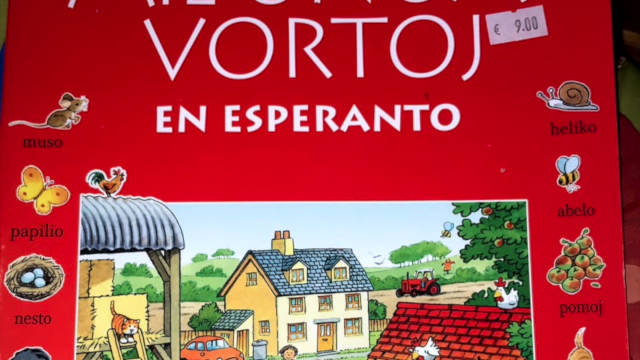 VORTOJ
€ 9.00
EN ESPERANTO
muso
heliko
papilio
abelo
nesto
pomoj